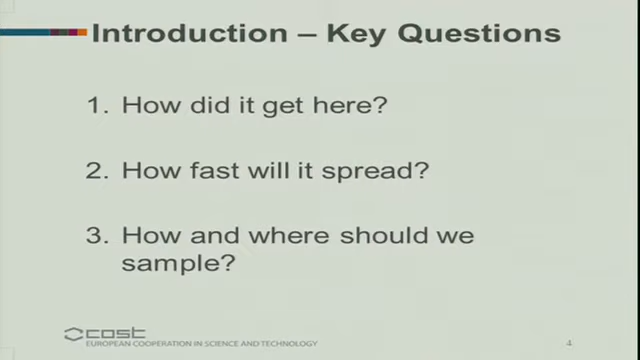 Introduction – Key Questions
1. How did it get here?
2. How fast will it spread?
3. How and where should we
sample?
cost
EUROPEAN COOPERATION IN SCIENCE AND TECHNOLOGY
4